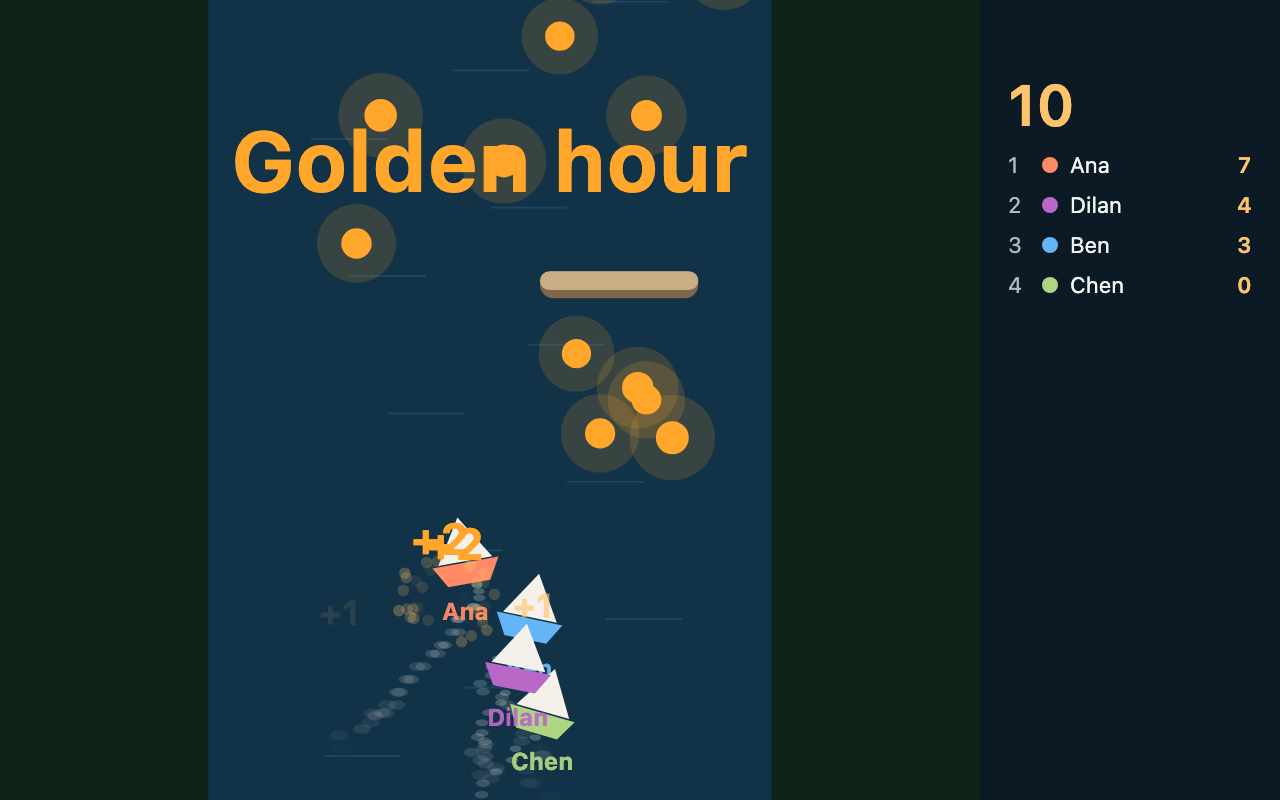 Golden hour
10
1 Ana 7
2 Dilan 4
3 Ben 3
4 Chen 0
+2
+2
+1
+1
Ana
Dilan
Chen